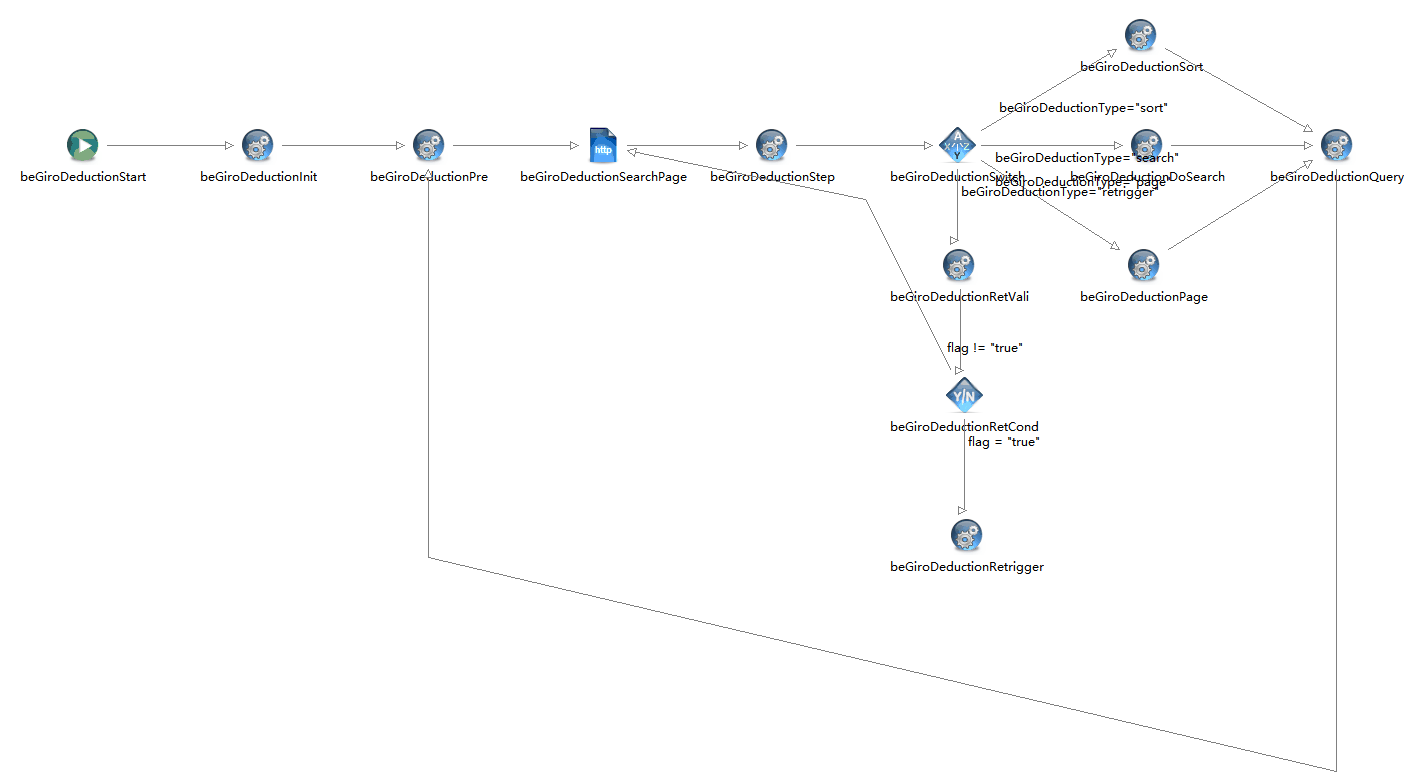 beGiroDeductionSort
beGiroDeductionType="sort"
A
X / \ Z
Y
http
beGiroDeductionType="search"
beGiroDeductionStart
beGiroDeductionInit
beGiroDeductionPre
beGiroDeductionSearchPage
beGiroDeductionStep
beGiroDeductionSwitch
beGiroDeductionDoSearch
beGiroDeductionQuery
beGiroDeductionType="page"
beGiroDeductionType="retrigger"
beGiroDeductionRetVali
beGiroDeductionPage
flag != "true"
Y|N
beGiroDeductionRetCond
flag = "true"
beGiroDeductionRetrigger